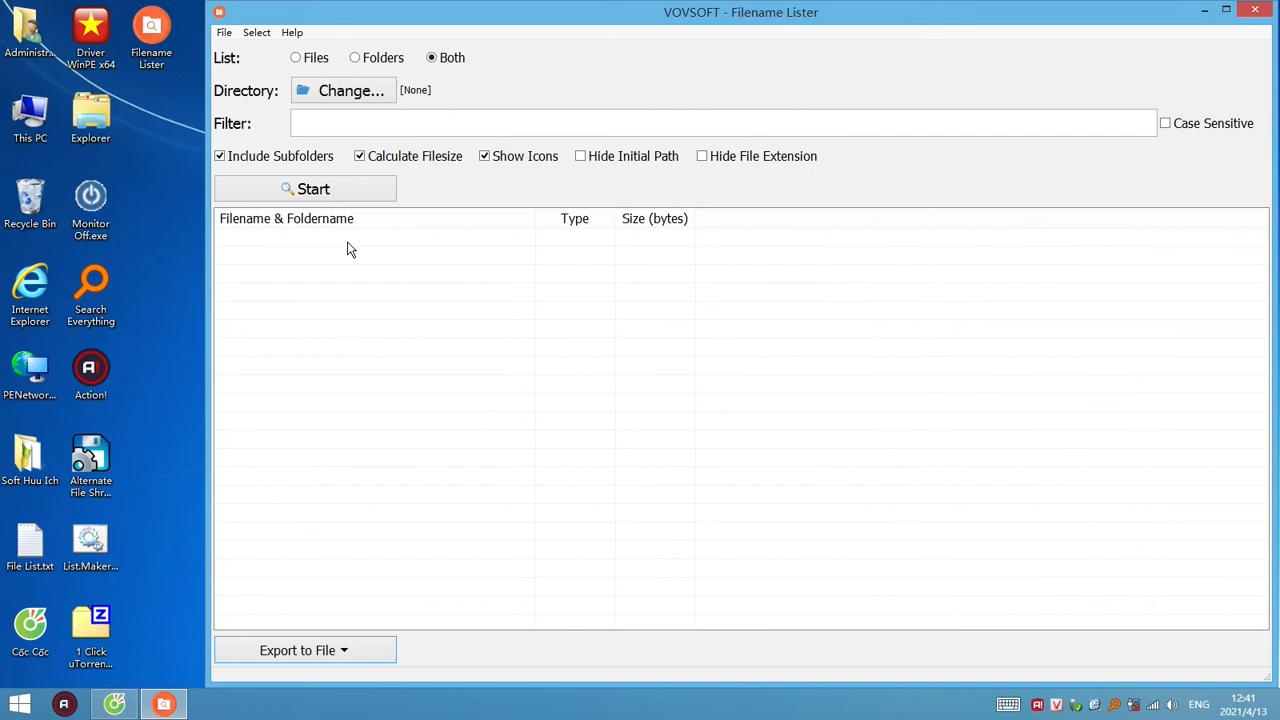 VOVSOFT - Filename Lister
File Select Help
List: Files Folders Both
Directory: Change... [None]
Filter: Case Sensitive
Include Subfolders Calculate Filesize Show Icons Hide Initial Path Hide File Extension
Start
Filename & Foldername Type Size (bytes)
Export to File
Administr...
Driver
WinPE x64
Filename
Lister
This PC
Explorer
Recycle Bin
Monitor
Off.exe
Internet
Explorer
Search
Everything
PENetwor...
Action!
Soft Huu Ich
Alternate
File Shr...
File List.txt
List.Maker...
Cốc Cốc
1 Click
uTorren...
ENG
12:41
2021/4/13